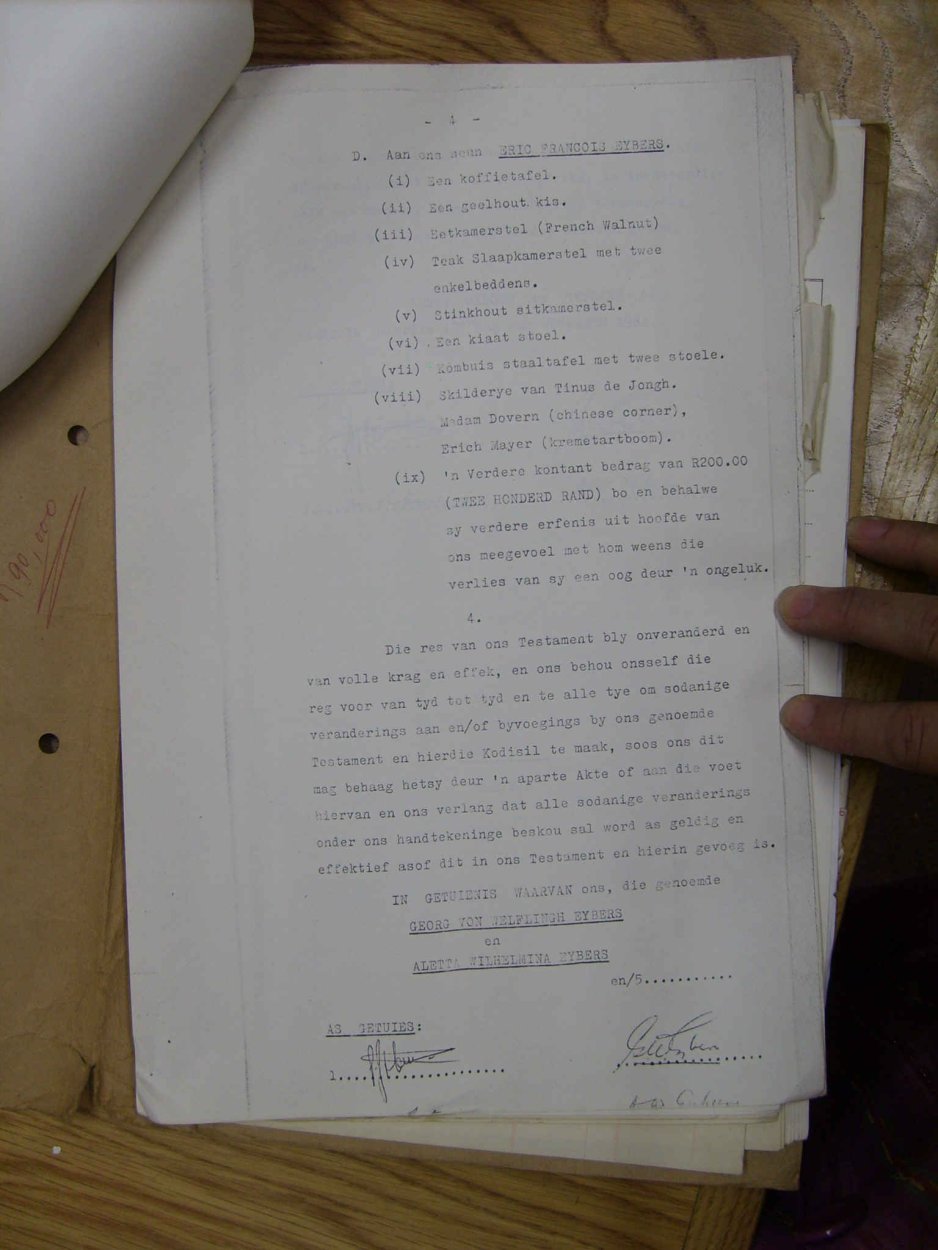 - 4 -
D. Aan ons seun ERIC FRANCOIS EYBERS.
(i) Een koffietafel.
(ii) Een geelhout kis.
(iii) Eetkamerstel (French Walnut)
(iv) Teak Slaapkamerstel met twee
enkelbeddens.
(v) Stinkhout sitkamerstel.
(vi) Een kiaat stoel.
(vii) Kombuis staaltafel met twee stoele.
(viii) Skilderye van Tinus de Jongh.
Madam Dovern (chinese corner),
Erich Mayer (kremetartboom).
(ix) 'n Verdere kontant bedrag van R200.00
(TWEE HONDERD RAND) bo en behalwe
sy verdere erfenis uit hoofde van
ons meegevoel met hom weens die
verlies van sy een oog deur 'n ongeluk.
4.
Die res van ons Testament bly onveranderd en
van volle krag en effek, en ons behou onsself die
reg voor van tyd tot tyd en te alle tye om sodanige
veranderings aan en/of byvoegings by ons genoemde
Testament en hierdie Kodisil te maak, soos ons dit
mag behaag hetsy deur 'n aparte Akte of aan die voet
hiervan en ons verlang dat alle sodanige veranderings
onder ons handtekeninge beskou sal word as geldig en
effektief asof dit in ons Testament en hierin gevoeg is.
IN GETUIENIS WAARVAN ons, die genoemde
GEORG VON WELFLINGH EYBERS
en
ALETTA WILHELMINA EYBERS
en/5...........
AS GETUIES:
1.
90,000